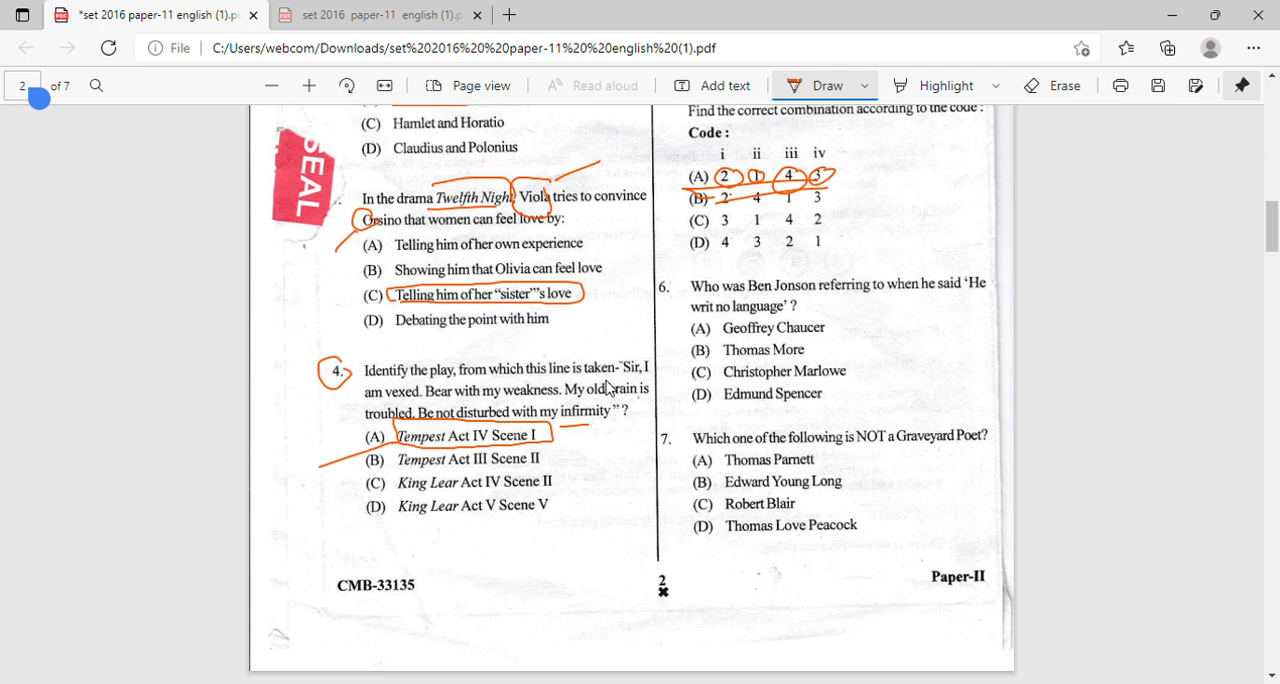 *set 2016 paper-11 english (1).p
set 2016 paper-11 english (1).p
File
C:/Users/webcom/Downloads/set%202016%20%20paper-11%20%20english%20(1).pdf
2 of 7
Page view
Read aloud
Add text
Draw
Highlight
Erase
SEAL
(C) Hamlet and Horatio
(D) Claudius and Polonius
In the drama Twelfth Night Viola tries to convince
Orsino that women can feel love by:
(A) Telling him of her own experience
(B) Showing him that Olivia can feel love
(C) Telling him of her "sister"'s love
(D) Debating the point with him
4. Identify the play, from which this line is taken-"Sir, I
am vexed. Bear with my weakness. My old brain is
troubled. Be not disturbed with my infirmity" ?
(A) Tempest Act IV Scene I
(B) Tempest Act III Scene II
(C) King Lear Act IV Scene II
(D) King Lear Act V Scene V
CMB-33135
2
Find the correct combination according to the code :
Code :
i ii iii iv
(A) 2 1 4 3
(B) 2 4 1 3
(C) 3 1 4 2
(D) 4 3 2 1
6. Who was Ben Jonson referring to when he said 'He
writ no language' ?
(A) Geoffrey Chaucer
(B) Thomas More
(C) Christopher Marlowe
(D) Edmund Spencer
7. Which one of the following is NOT a Graveyard Poet?
(A) Thomas Parnett
(B) Edward Young Long
(C) Robert Blair
(D) Thomas Love Peacock
Paper-II